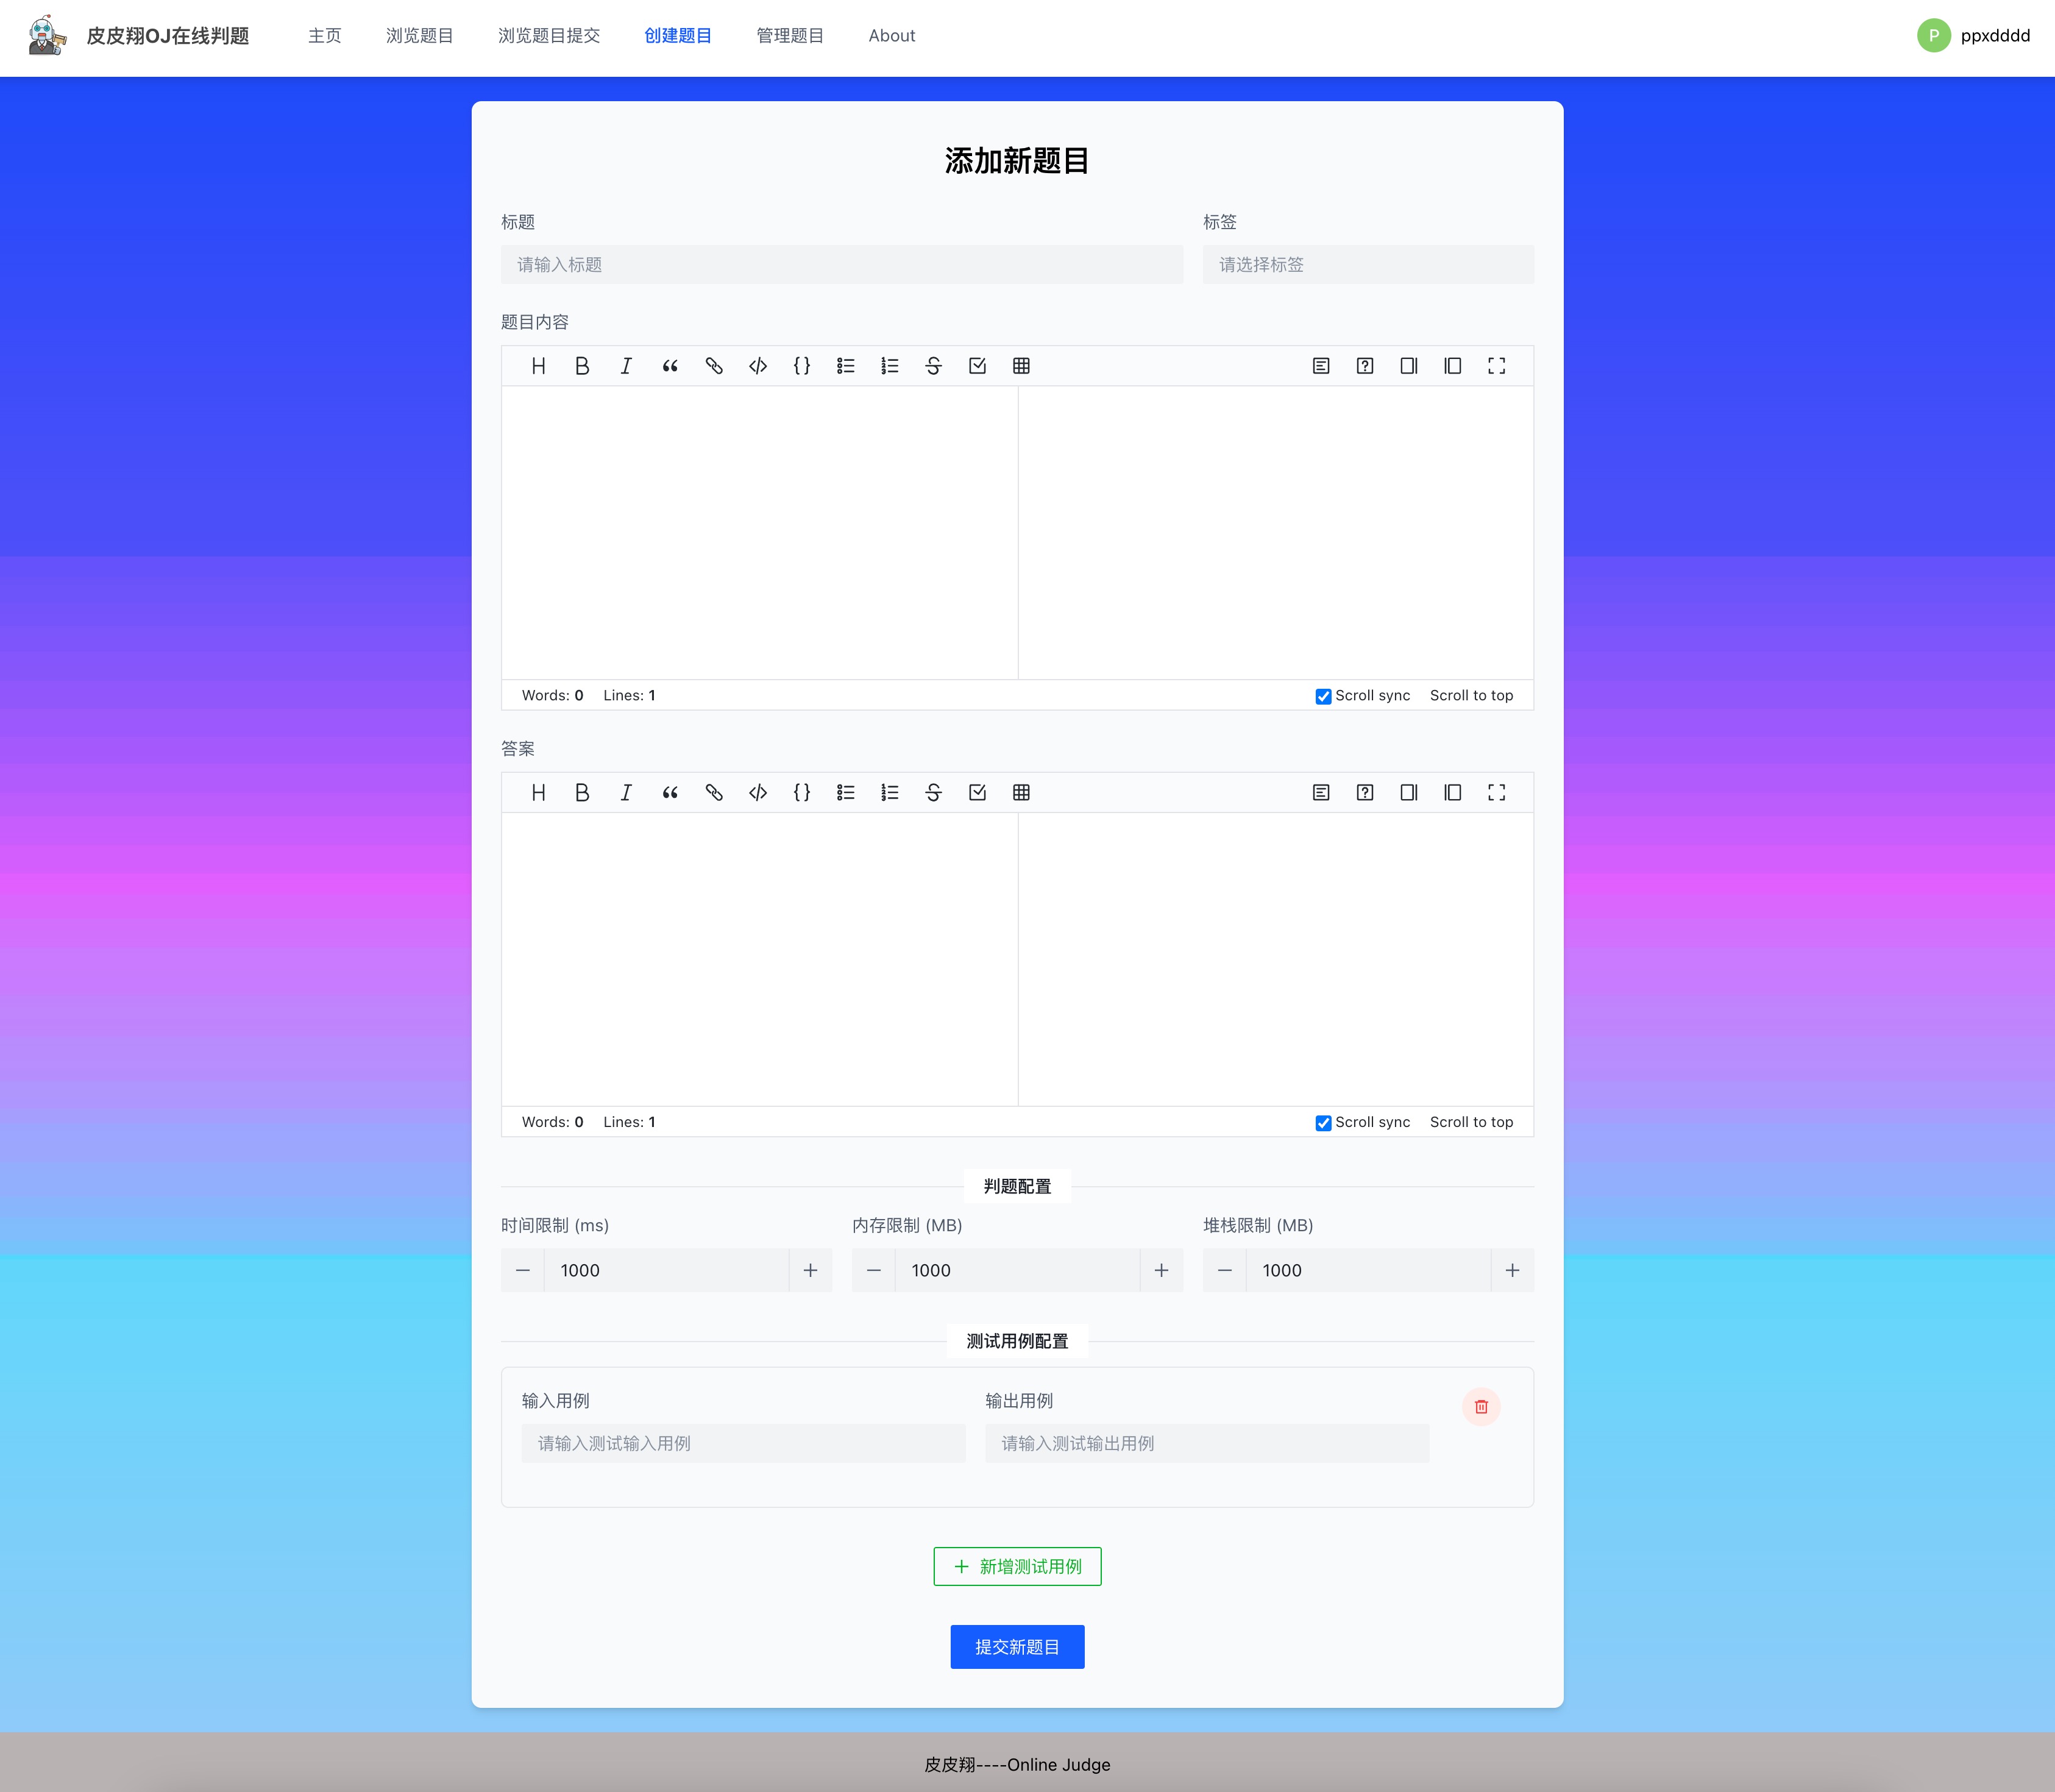 皮皮翔OJ在线判题 主页 浏览题目 浏览题目提交 创建题目 管理题目 About P ppxdddd
添加新题目
标题 标签
请输入标题 请选择标签
题目内容
Words: 0 Lines: 1 Scroll sync Scroll to top
答案
Words: 0 Lines: 1 Scroll sync Scroll to top
判题配置
时间限制 (ms) 内存限制 (MB) 堆栈限制 (MB)
1000 1000 1000
测试用例配置
输入用例 输出用例
请输入测试输入用例 请输入测试输出用例
新增测试用例
提交新题目
皮皮翔----Online Judge